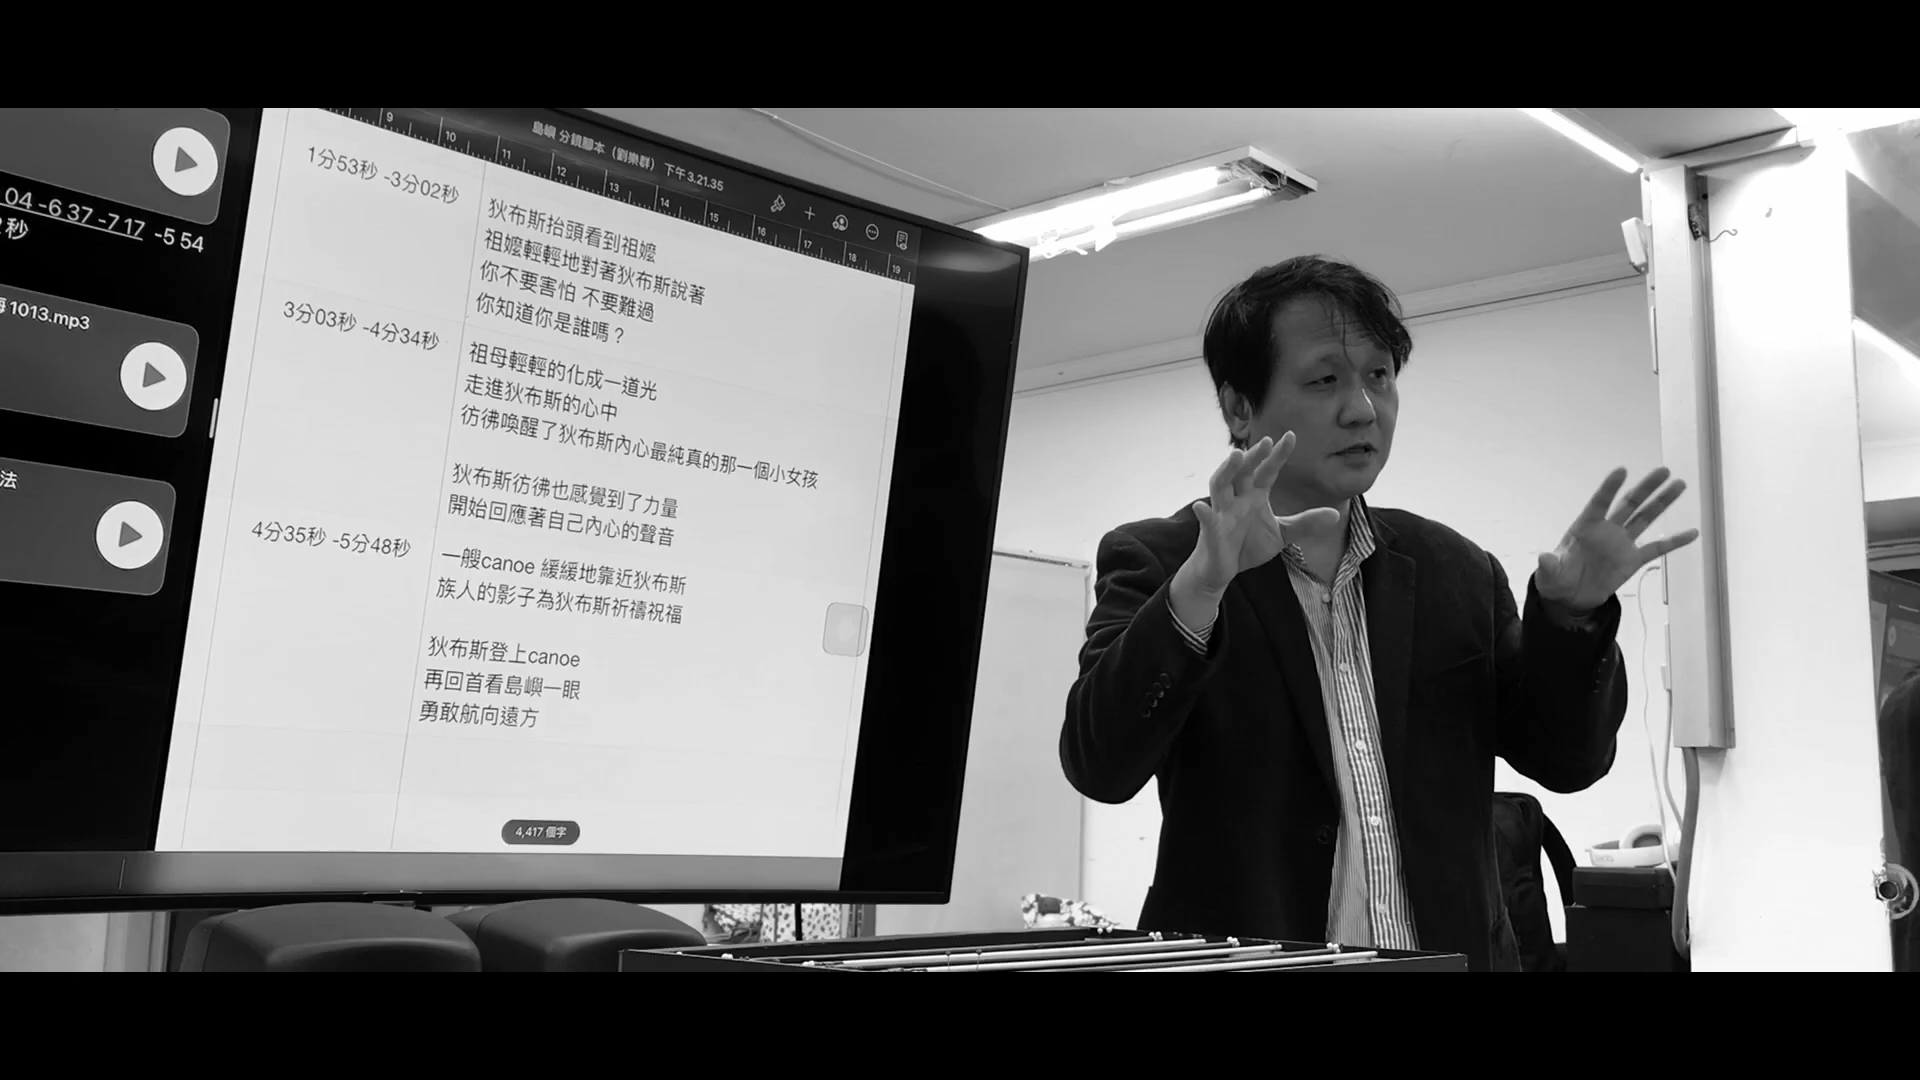 04 -6 37 -7 17 -5 54
秒
1013.mp3
法
島嶼 分鏡腳本（劉樂群） 下午 3.21.35
9 10 11 12 13 14 15 16 17 18 19
1分53秒 -3分02秒
狄布斯抬頭看到祖嬤
祖嬤輕輕地對著狄布斯說著
你不要害怕 不要難過
你知道你是誰嗎？
3分03秒 -4分34秒
祖母輕輕的化成一道光
走進狄布斯的心中
彷彿喚醒了狄布斯內心最純真的那一個小女孩
狄布斯彷彿也感覺到了力量
開始回應著自己內心的聲音
4分35秒 -5分48秒
一艘canoe 緩緩地靠近狄布斯
族人的影子為狄布斯祈禱祝福
狄布斯登上canoe
再回首看島嶼一眼
勇敢航向遠方
4,417 個字